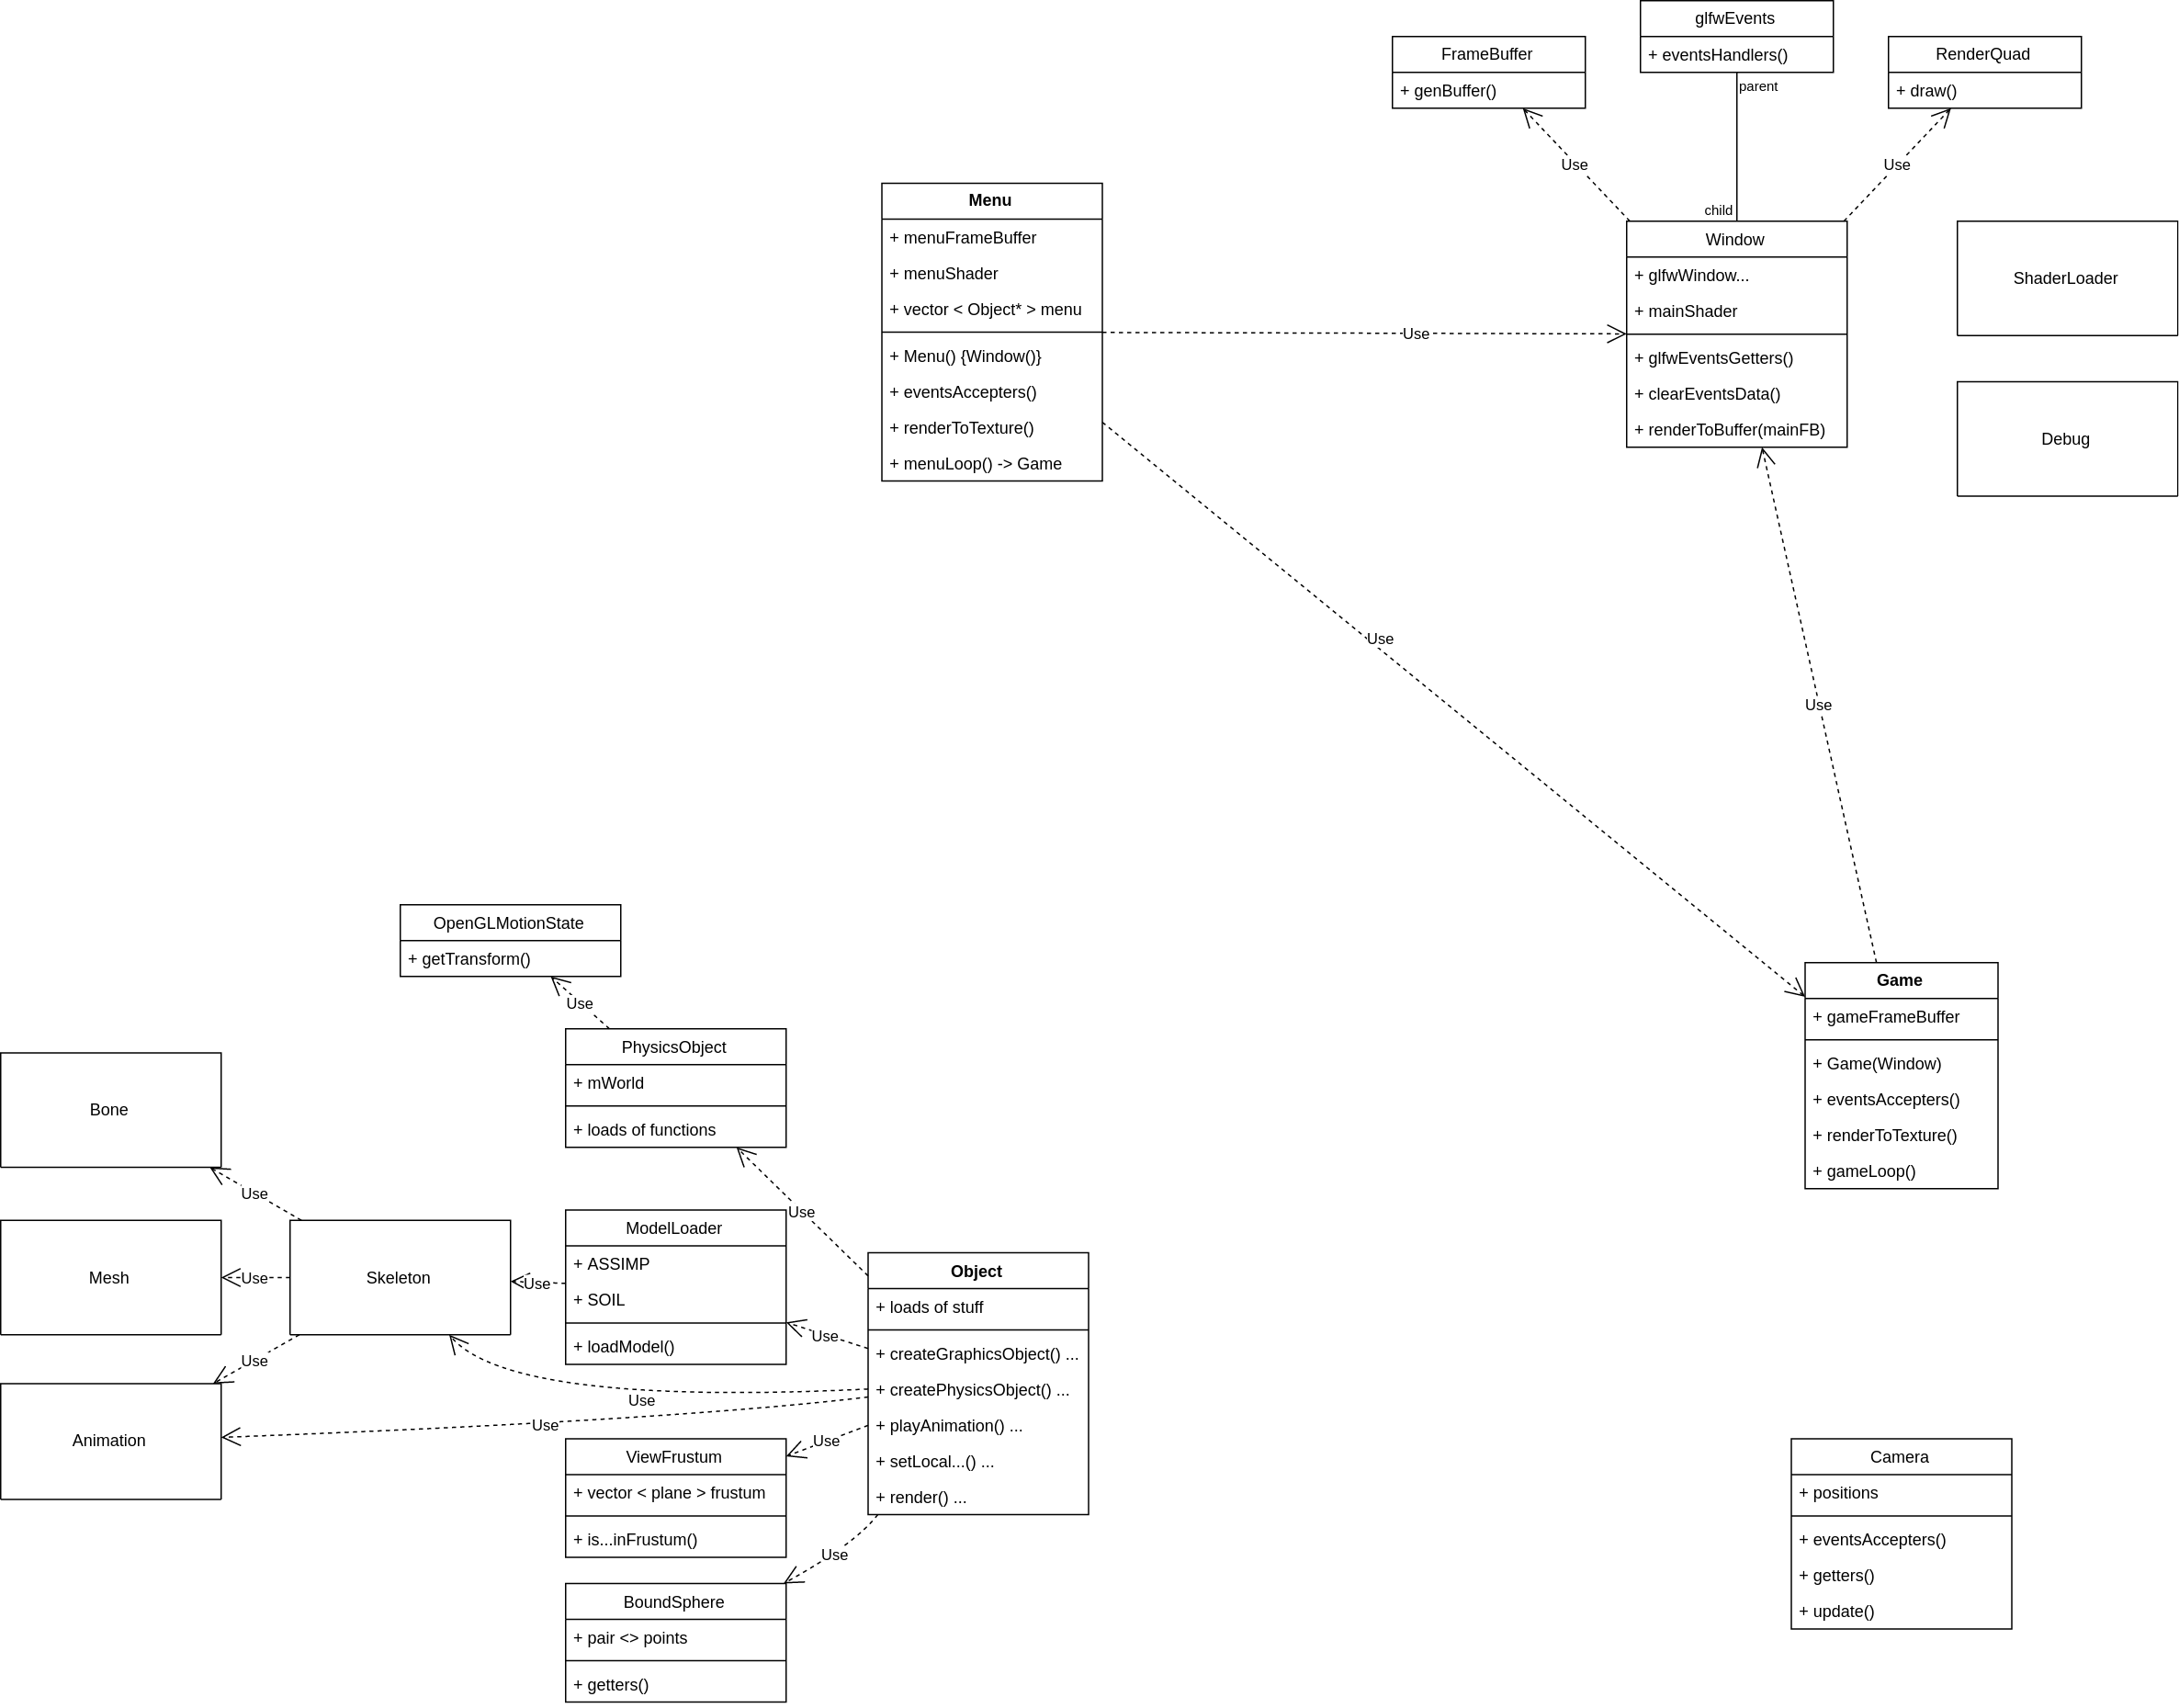 glfwEvents
+ eventsHandlers()
parent
child
FrameBuffer
+ genBuffer()
RenderQuad
+ draw()
Use
Use
Menu
+ menuFrameBuffer
+ menuShader
+ vector < Object* > menu
+ Menu() {Window()}
+ eventsAccepters()
+ renderToTexture()
+ menuLoop() -> Game
Use
Window
+ glfwWindow...
+ mainShader
+ glfwEventsGetters()
+ clearEventsData()
+ renderToBuffer(mainFB)
ShaderLoader
Debug
Use
Use
OpenGLMotionState
+ getTransform()
Use
PhysicsObject
+ mWorld
+ loads of functions
Game
+ gameFrameBuffer
+ Game(Window)
+ eventsAccepters()
+ renderToTexture()
+ gameLoop()
Bone
Use
Mesh
Use
Skeleton
Use
Use
Animation
ModelLoader
+ ASSIMP
+ SOIL
+ loadModel()
Use
Use
Use
Use
Use
Use
Object
+ loads of stuff
+ createGraphicsObject() ...
+ createPhysicsObject() ...
+ playAnimation() ...
+ setLocal...() ...
+ render() ...
ViewFrustum
+ vector < plane > frustum
+ is...inFrustum()
BoundSphere
+ pair <> points
+ getters()
Camera
+ positions
+ eventsAccepters()
+ getters()
+ update()